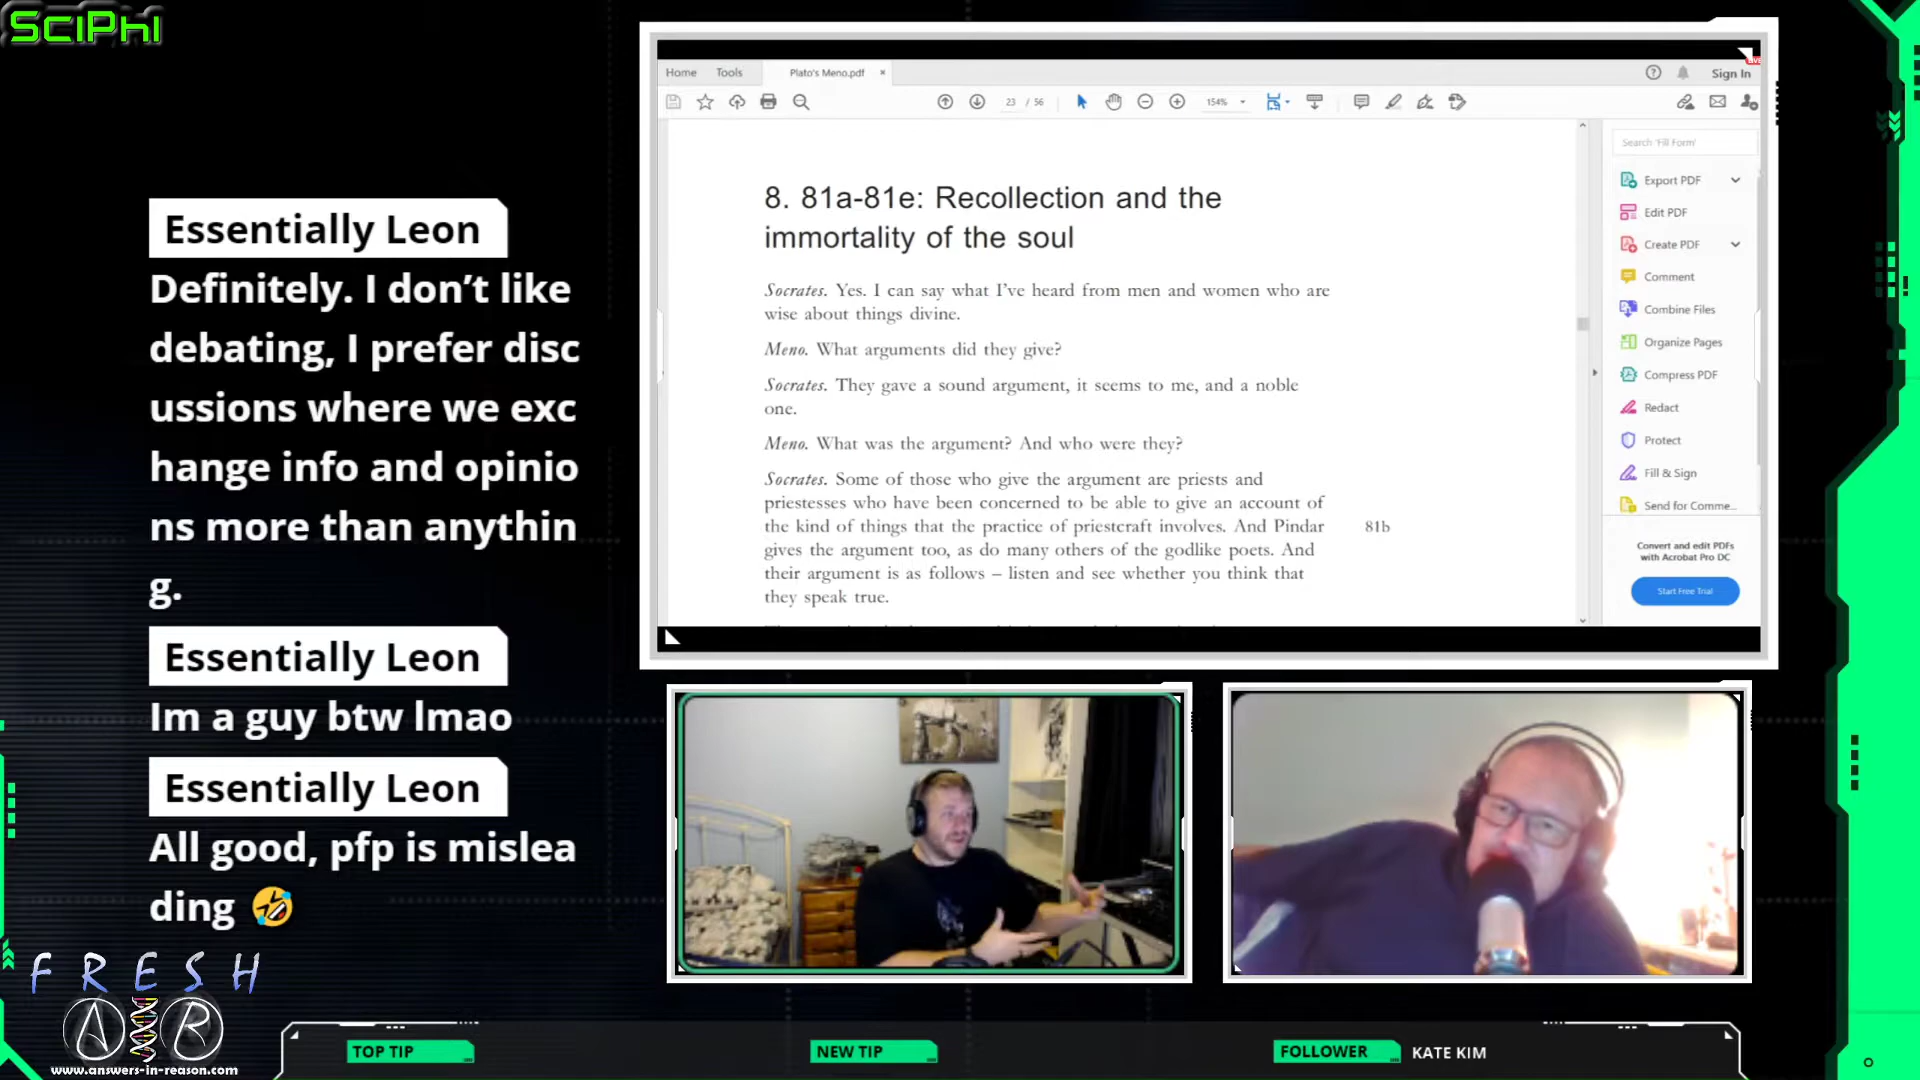 SciPhi
Essentially Leon
Definitely. I don't like
debating, I prefer disc
ussions where we exc
hange info and opinio
ns more than anythin
g.
Essentially Leon
Im a guy btw lmao
Essentially Leon
All good, pfp is mislea
ding 🤣
FRESH
A R
www.answers-in-reason.com
Home Tools Plato's Meno.pdf × Sign In
23 / 56 154%
8. 81a-81e: Recollection and the
immortality of the soul
Socrates. Yes. I can say what I've heard from men and women who are
wise about things divine.
Meno. What arguments did they give?
Socrates. They gave a sound argument, it seems to me, and a noble
one.
Meno. What was the argument? And who were they?
Socrates. Some of those who give the argument are priests and
priestesses who have been concerned to be able to give an account of
the kind of things that the practice of priestcraft involves. And Pindar 81b
gives the argument too, as do many others of the godlike poets. And
their argument is as follows – listen and see whether you think that
they speak true.
Search 'Fill Form'
Export PDF
Edit PDF
Create PDF
Comment
Combine Files
Organize Pages
Compress PDF
Redact
Protect
Fill & Sign
Send for Comme...
Convert and edit PDFs
with Acrobat Pro DC
Start Free Trial
TOP TIP
NEW TIP
FOLLOWER KATE KIM